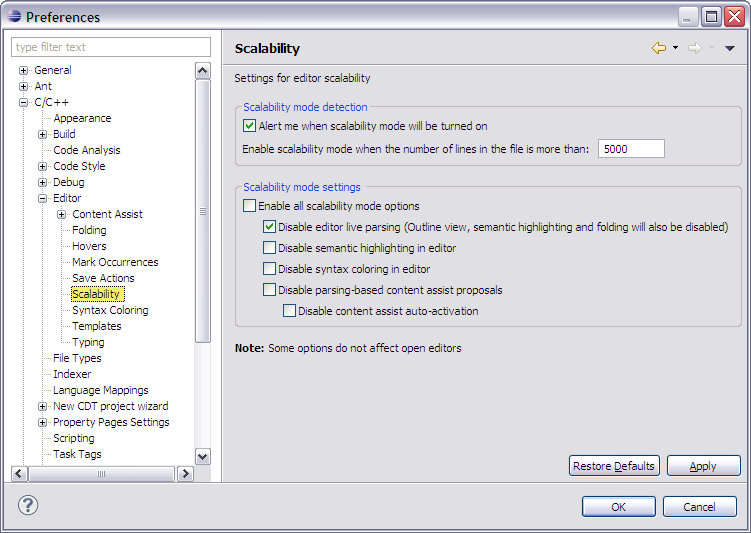 Preferences
type filter text
General
Ant
C/C++
Appearance
Build
Code Analysis
Code Style
Debug
Editor
Content Assist
Folding
Hovers
Mark Occurrences
Save Actions
Scalability
Syntax Coloring
Templates
Typing
File Types
Indexer
Language Mappings
New CDT project wizard
Property Pages Settings
Scripting
Task Tags
Scalability
Settings for editor scalability
Scalability mode detection
Alert me when scalability mode will be turned on
Enable scalability mode when the number of lines in the file is more than: 5000
Scalability mode settings
Enable all scalability mode options
Disable editor live parsing (Outline view, semantic highlighting and folding will also be disabled)
Disable semantic highlighting in editor
Disable syntax coloring in editor
Disable parsing-based content assist proposals
Disable content assist auto-activation
Note: Some options do not affect open editors
Restore Defaults Apply
? OK Cancel